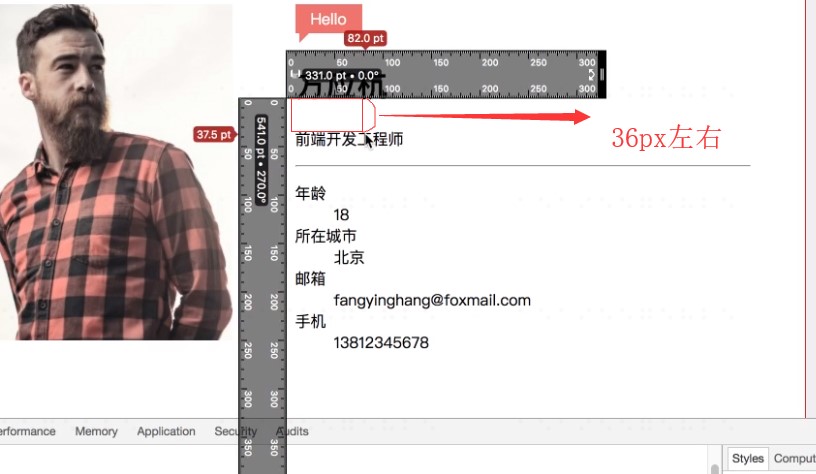 Hello
82.0 pt
0 50 100 150 200 250 300
331.0 pt • 0.0°
0 50 100 150 200 250 300
方应杭
37.5 pt
541.0 pt • 270.0°
0 50 100 150 200 250 300 350
0 50 100 150 200 250 300 350
36px左右
前端开发工程师
年龄
18
所在城市
北京
邮箱
fangyinghang@foxmail.com
手机
13812345678
erformance Memory Application Security Audits
Styles Comput